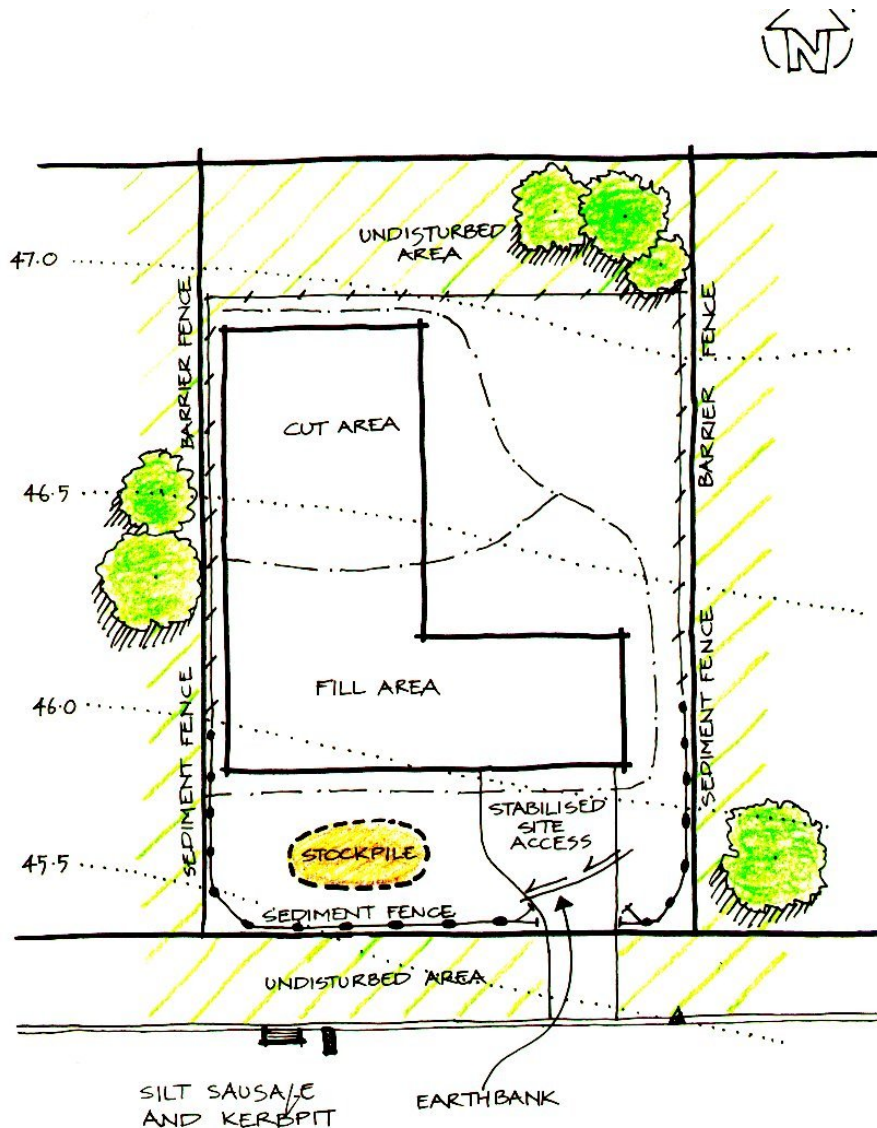 N
UNDISTURBED
AREA
47.0
BARRIER FENCE
BARRIER FENCE
CUT AREA
46.5
FILL AREA
46.0
SEDIMENT FENCE
SEDIMENT FENCE
STABILISED
SITE
ACCESS
STOCKPILE
45.5
SEDIMENT FENCE
UNDISTURBED AREA
SILT SAUSAGE
AND KERBPIT
EARTHBANK